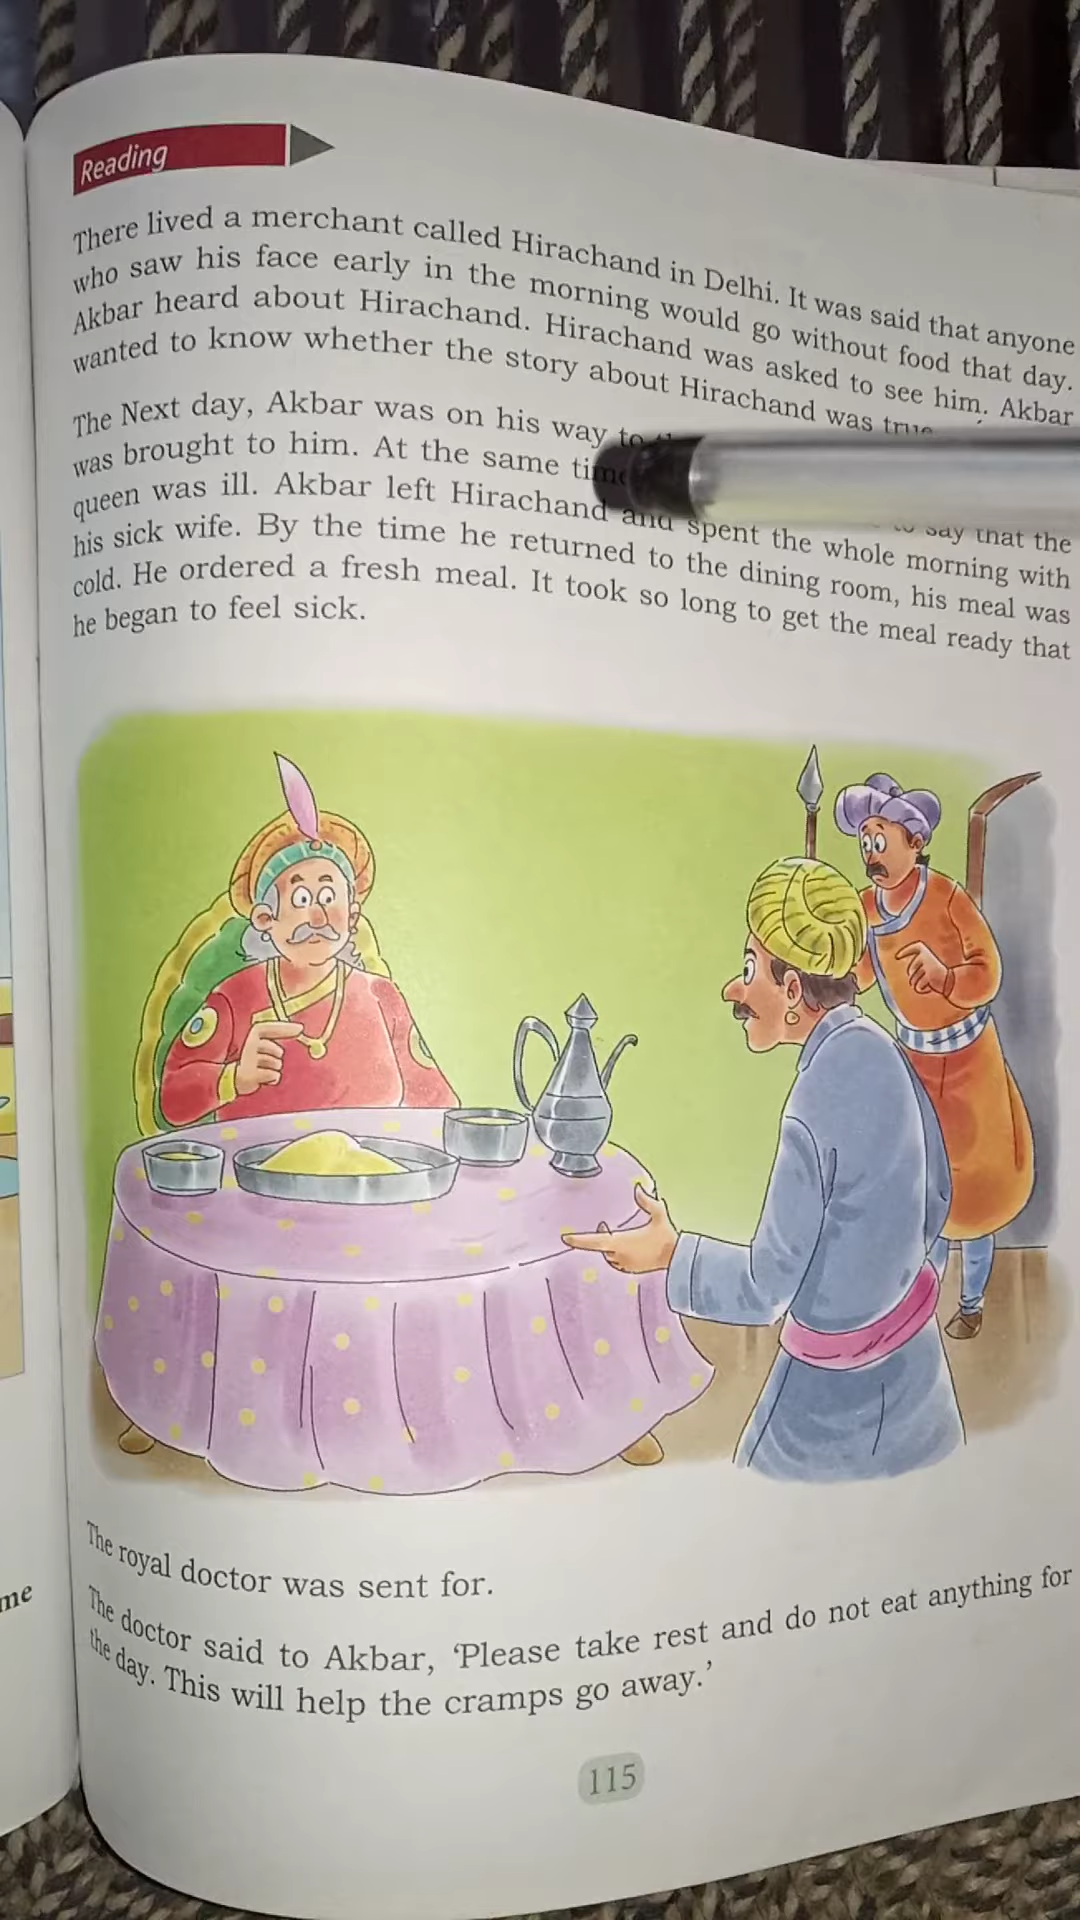 Reading
There lived a merchant called Hirachand in Delhi. It was said that anyone
who saw his face early in the morning would go without food that day.
Akbar heard about Hirachand. Hirachand was asked to see him. Akbar
wanted to know whether the story about Hirachand was true.
The Next day, Akbar was on his way to
was brought to him. At the same time
queen was ill. Akbar left Hirachand and spent the whole morning with
to say that the
his sick wife. By the time he returned to the dining room, his meal was
cold. He ordered a fresh meal. It took so long to get the meal ready that
he began to feel sick.
The royal doctor was sent for.
The doctor said to Akbar, ‘Please take rest and do not eat anything for
the day. This will help the cramps go away.’
115
me